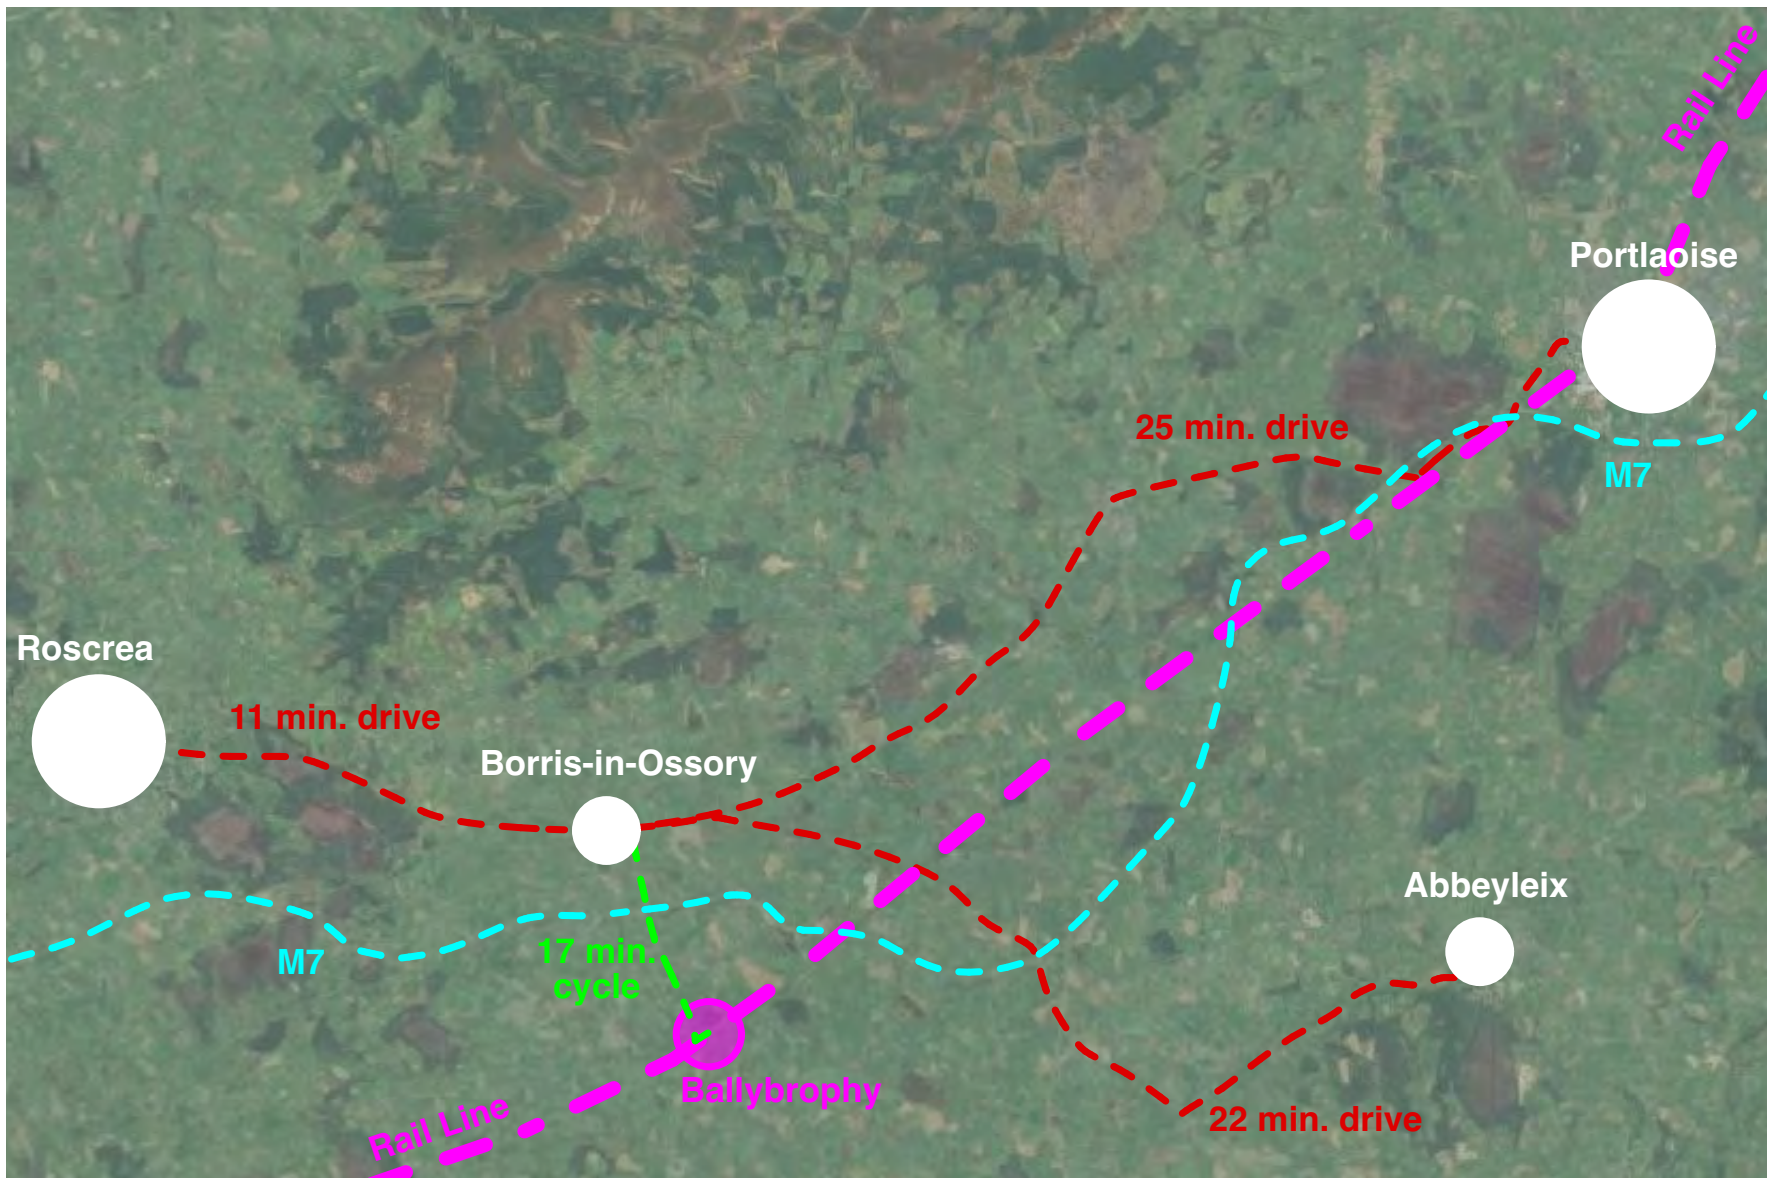 Rail Line
Portlaoise
25 min. drive
M7
Roscrea
11 min. drive
Borris-in-Ossory
Abbeyleix
17 min.
cycle
M7
Ballybrophy
Rail Line
22 min. drive